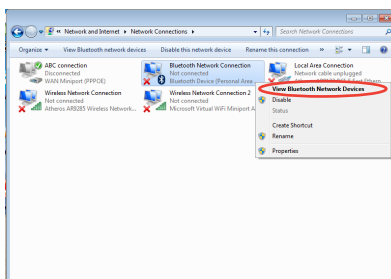 « Network and Internet ▸ Network Connections ▸
Search Network Connections
Organize ▾ View Bluetooth network devices Disable this network device Rename this connection »
ABC connection
Disconnected
WAN Miniport (PPPOE)
Bluetooth Network Connection
Not connected
Bluetooth Device (Personal Area...
Local Area Connection
Network cable unplugged
Wireless Network Connection
Not connected
Atheros AR9285 Wireless Network...
Wireless Network Connection 2
Not connected
Microsoft Virtual WiFi Miniport A
View Bluetooth Network Devices
Disable
Status
Create Shortcut
Rename
Properties